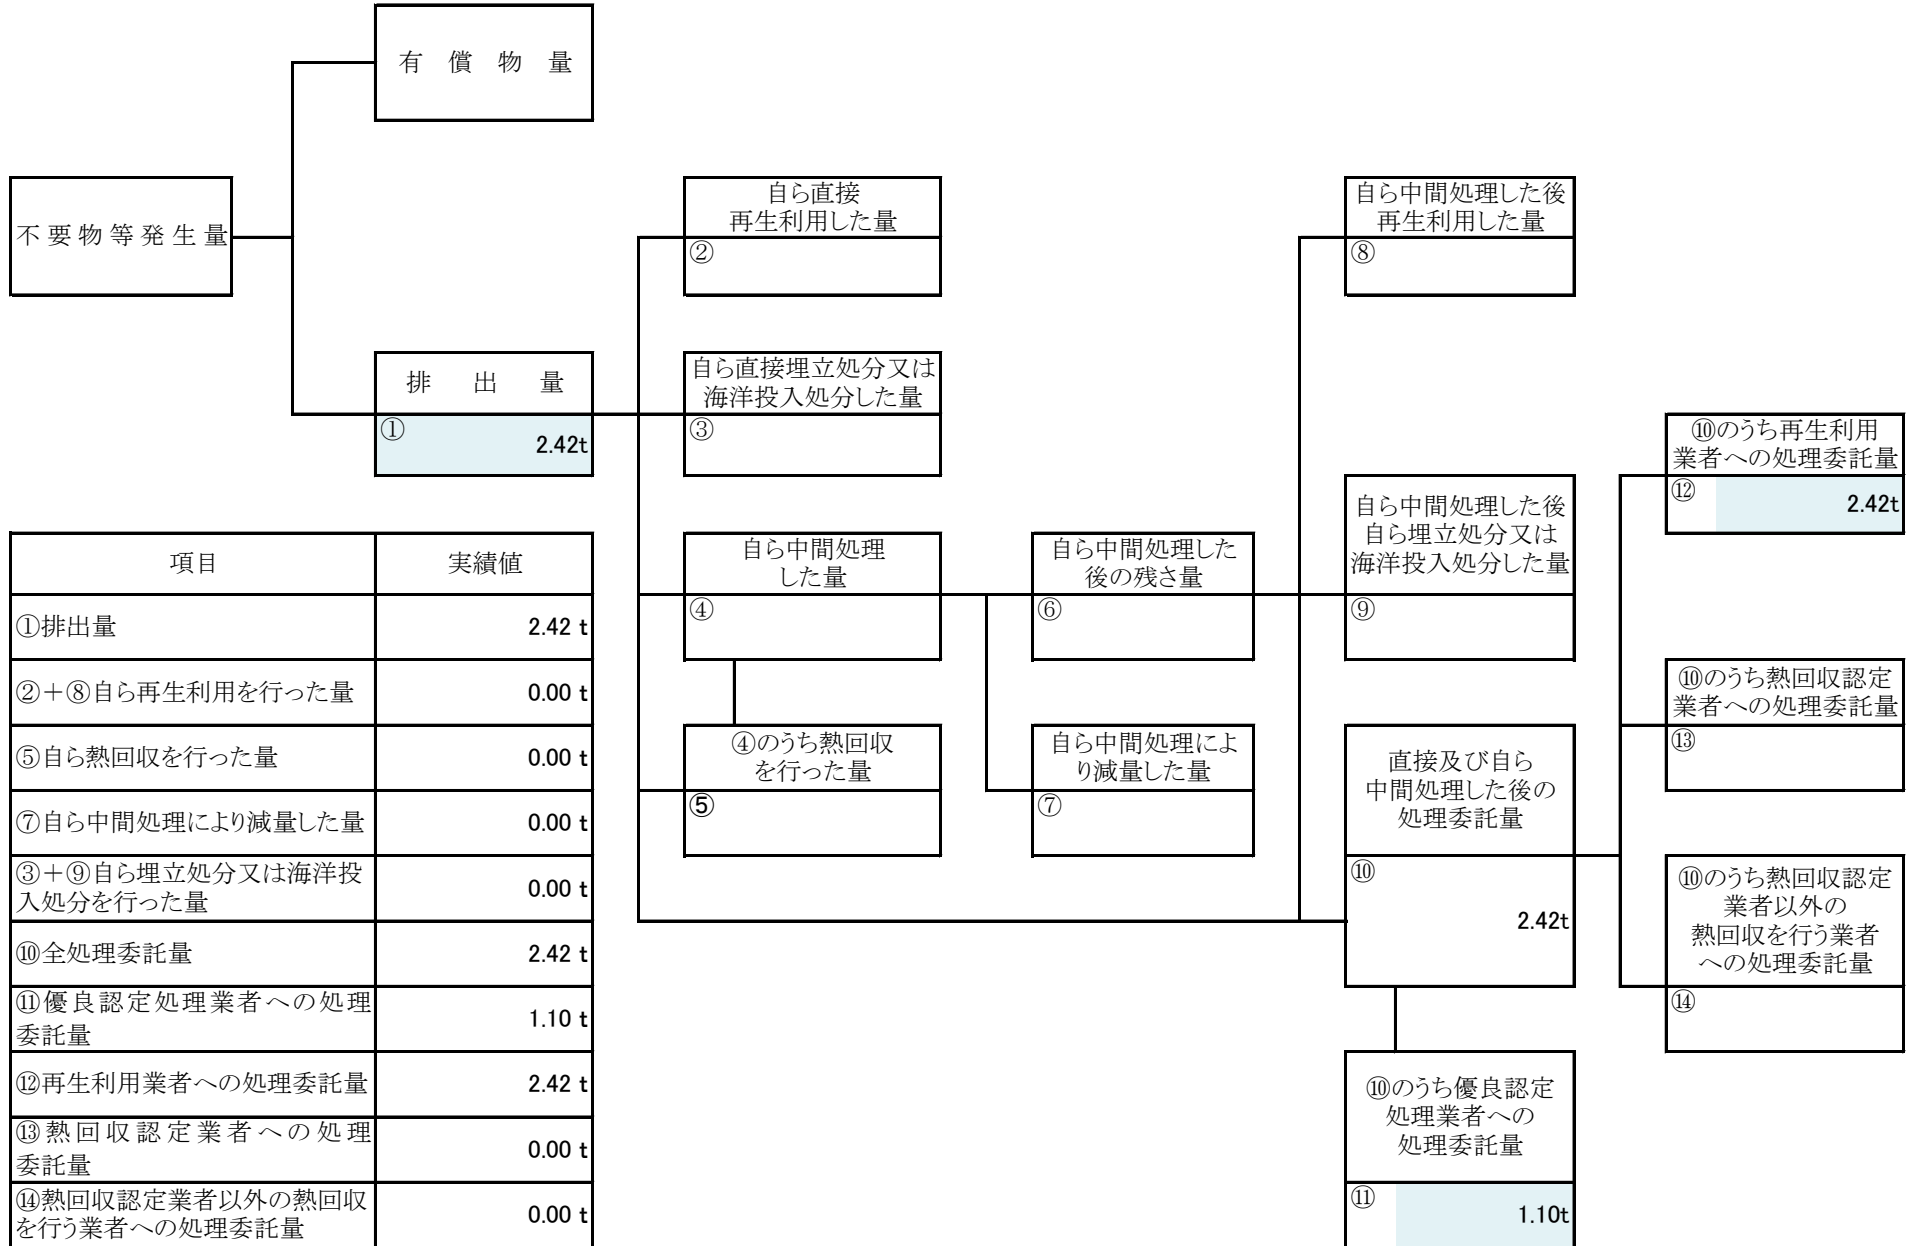 有償物量
不要物等発生量
自ら直接
再生利用した量
②
自ら中間処理した後
再生利用した量
⑧
排出量
①
2.42t
自ら直接埋立処分又は
海洋投入処分した量
③
⑩のうち再生利用
業者への処理委託量
⑫
2.42t
自ら中間処理
した量
④
自ら中間処理した
後の残さ量
⑥
自ら中間処理した後
自ら埋立処分又は
海洋投入処分した量
⑨
⑩のうち熱回収認定
業者への処理委託量
⑬
④のうち熱回収
を行った量
⑤
自ら中間処理によ
り減量した量
⑦
直接及び自ら
中間処理した後の
処理委託量
⑩
2.42t
⑩のうち熱回収認定
業者以外の
熱回収を行う業者
への処理委託量
⑭
⑩のうち優良認定
処理業者への
処理委託量
⑪
1.10t
項目 実績値
①排出量 2.42 t
②＋⑧自ら再生利用を行った量 0.00 t
⑤自ら熱回収を行った量 0.00 t
⑦自ら中間処理により減量した量 0.00 t
③＋⑨自ら埋立処分又は海洋投
入処分を行った量 0.00 t
⑩全処理委託量 2.42 t
⑪優良認定処理業者への処理
委託量 1.10 t
⑫再生利用業者への処理委託量 2.42 t
⑬熱回収認定業者への処理
委託量 0.00 t
⑭熱回収認定業者以外の熱回収
を行う業者への処理委託量 0.00 t